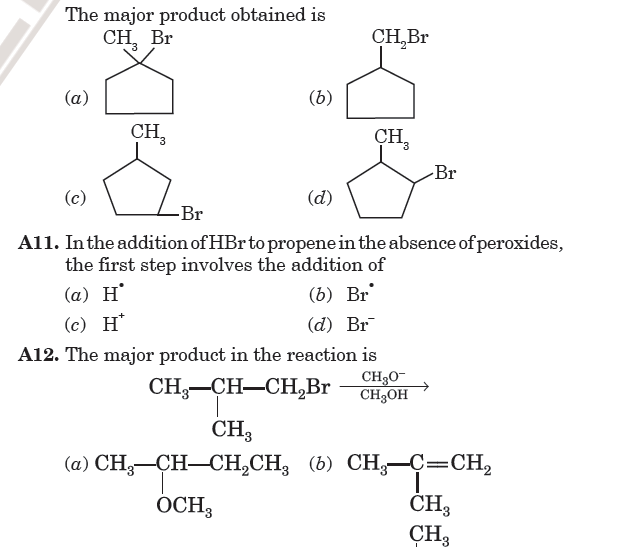 The major product obtained is
CH₃ Br
CH₂Br
(a)
(b)
CH₃
CH₃
Br
(c)
Br
(d)
A11. In the addition of HBr to propene in the absence of peroxides,
the first step involves the addition of
(a) H•
(b) Br•
(c) H⁺
(d) Br⁻
A12. The major product in the reaction is
CH₃—CH—CH₂Br
CH₃O⁻
CH₃OH
CH₃
(a) CH₃—CH—CH₂CH₃ (b) CH₃—C=CH₂
OCH₃
CH₃
CH₃